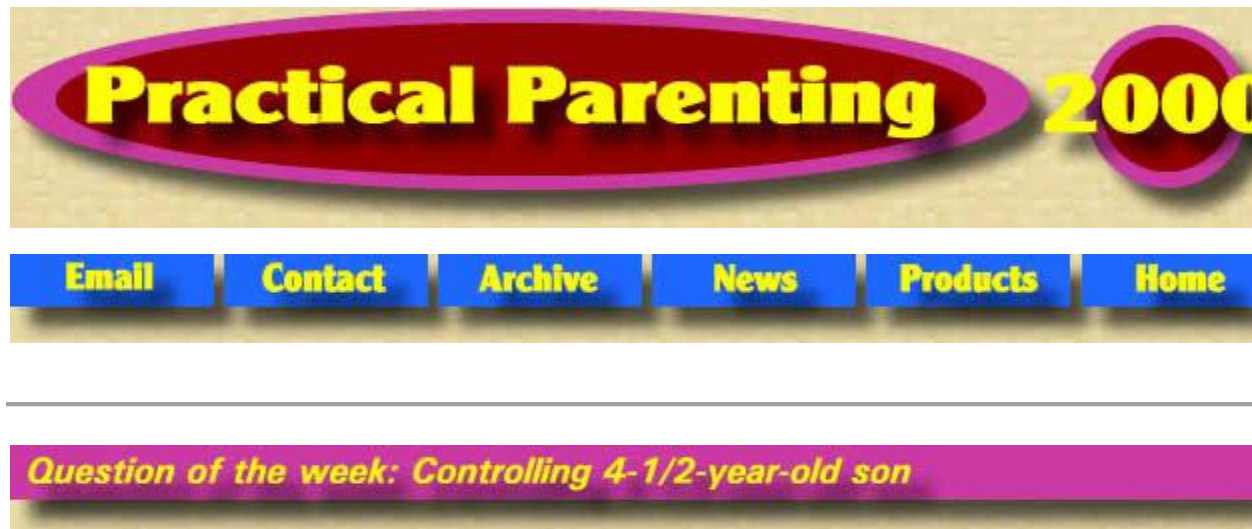 Practical Parenting 2000
Email Contact Archive News Products Home
Question of the week: Controlling 4-1/2-year-old son